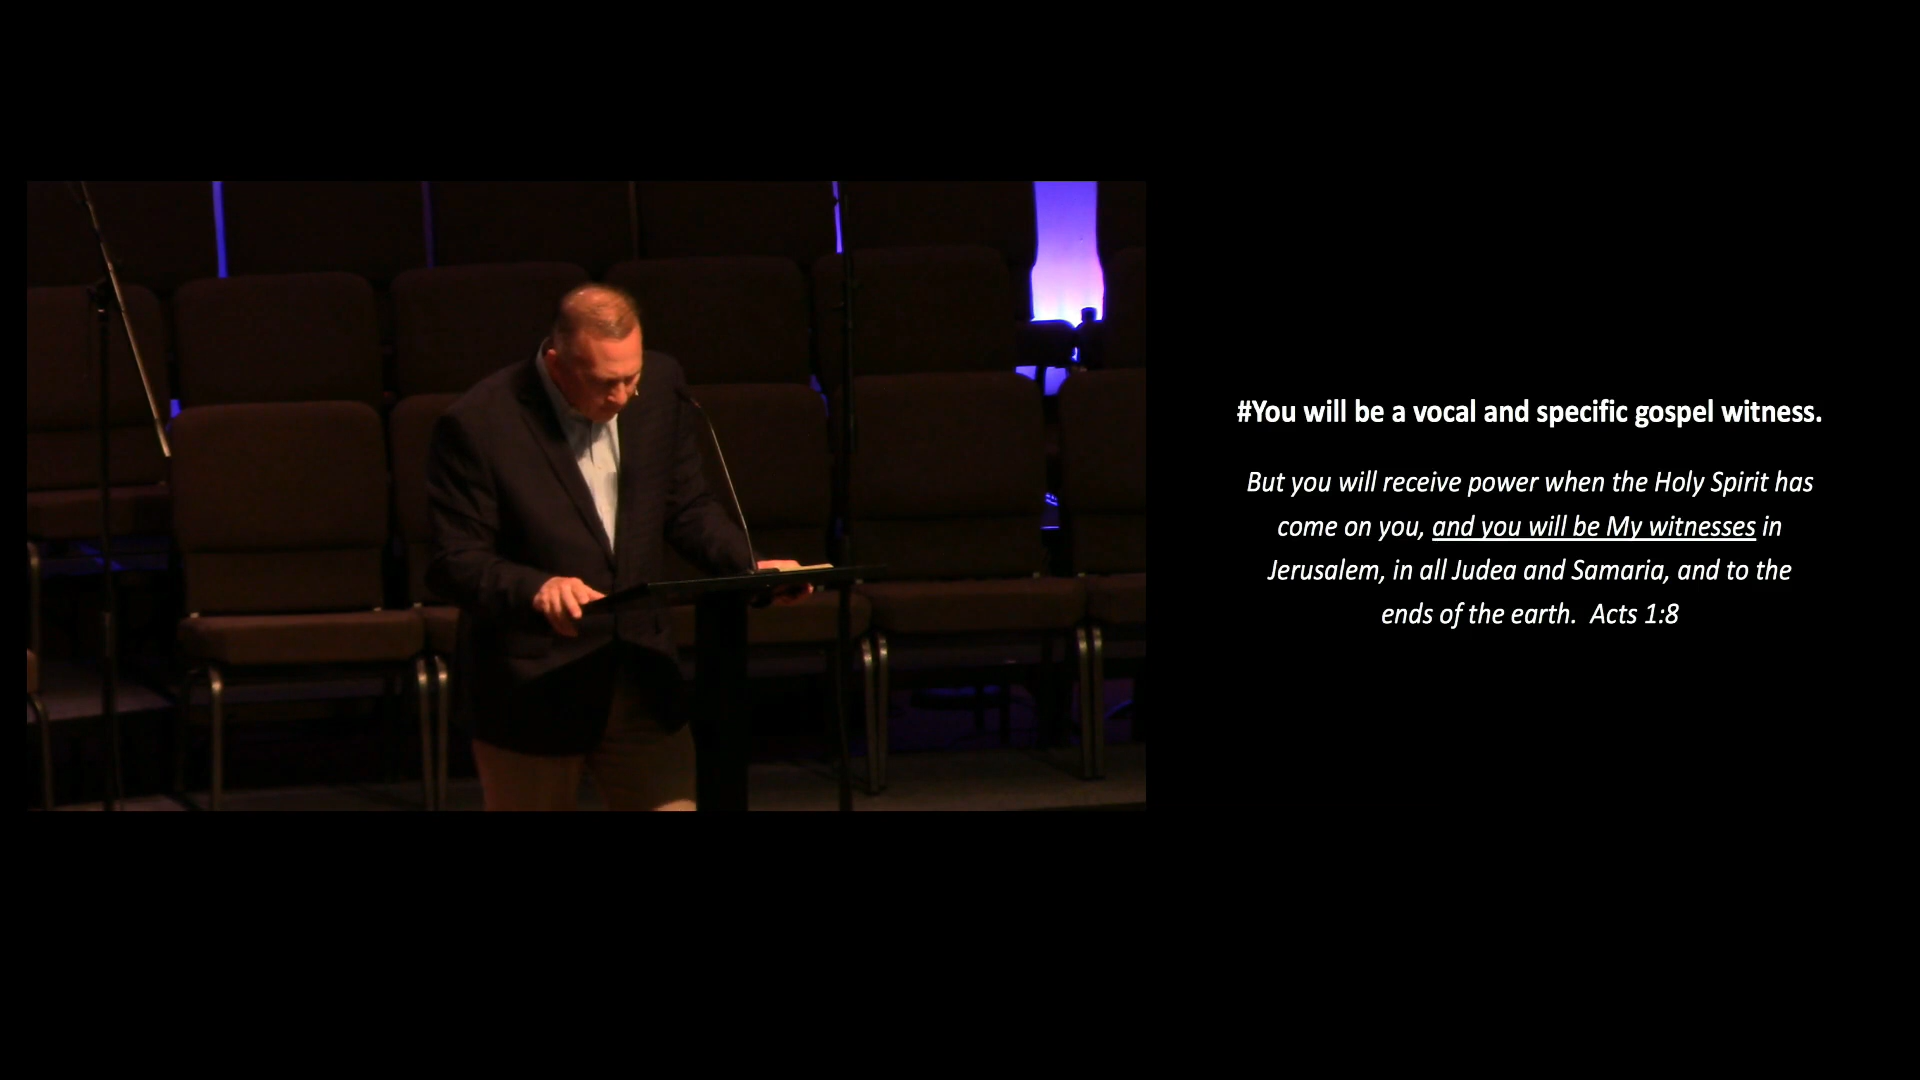 #You will be a vocal and specific gospel witness.
But you will receive power when the Holy Spirit has
come on you, and you will be My witnesses in
Jerusalem, in all Judea and Samaria, and to the
ends of the earth.  Acts 1:8